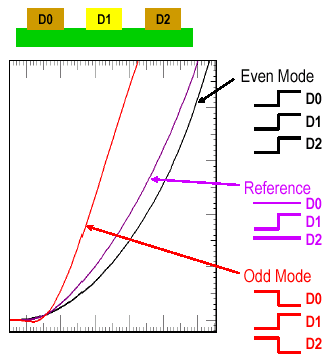 D0 D1 D2
Even Mode
D0
D1
D2
Reference
D0
D1
D2
Odd Mode
D0
D1
D2